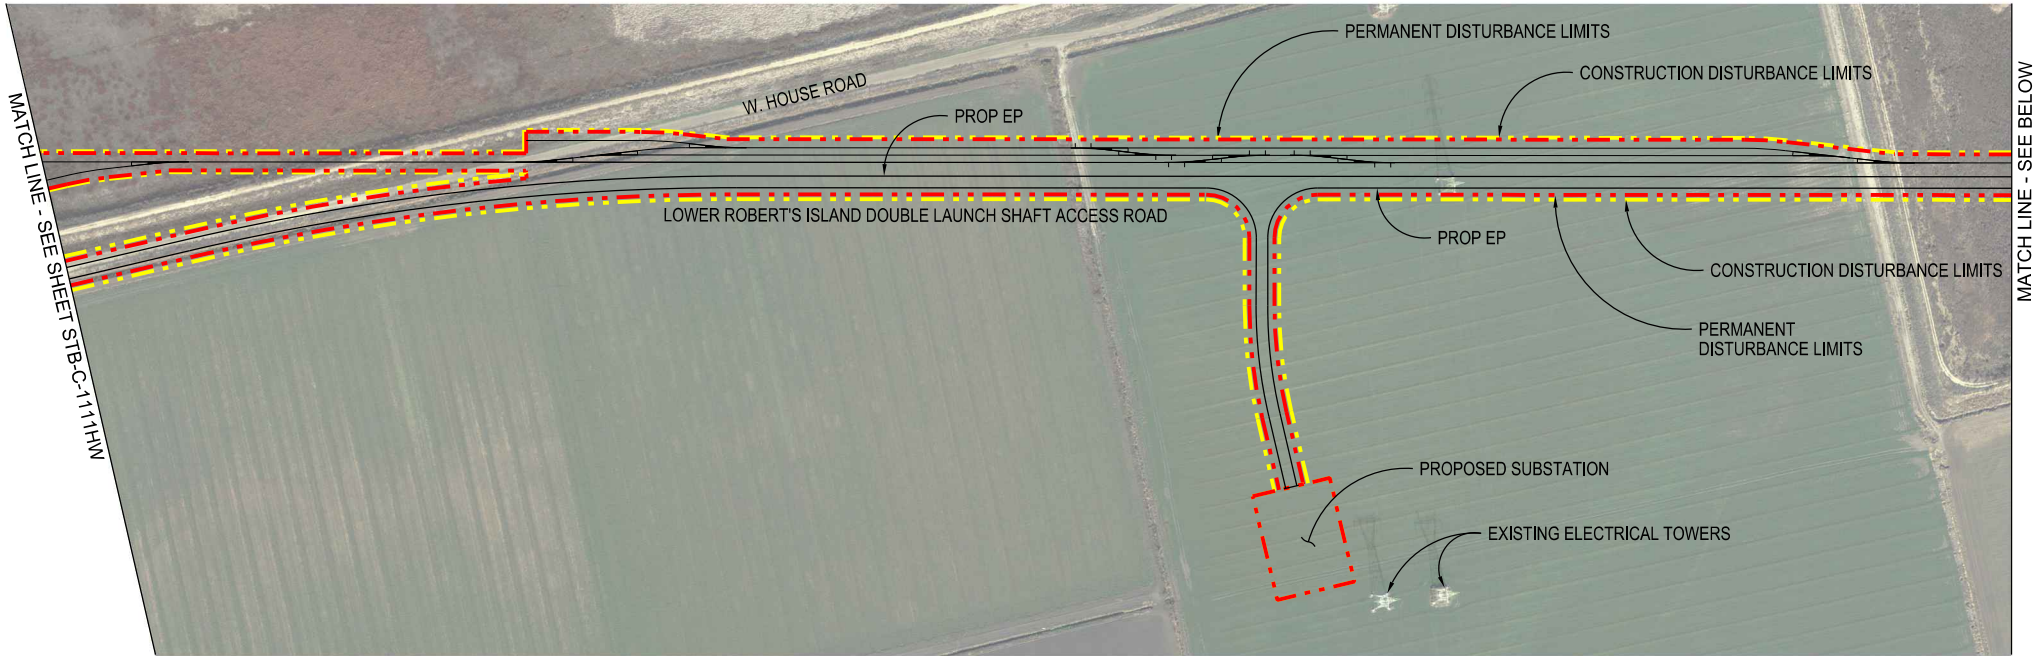 PERMANENT DISTURBANCE LIMITS
CONSTRUCTION DISTURBANCE LIMITS
W. HOUSE ROAD
PROP EP
MATCH LINE - SEE SHEET STB-C-1111HW
MATCH LINE - SEE BELOW
LOWER ROBERT'S ISLAND DOUBLE LAUNCH SHAFT ACCESS ROAD
PROP EP
CONSTRUCTION DISTURBANCE LIMITS
PERMANENT
DISTURBANCE LIMITS
PROPOSED SUBSTATION
EXISTING ELECTRICAL TOWERS